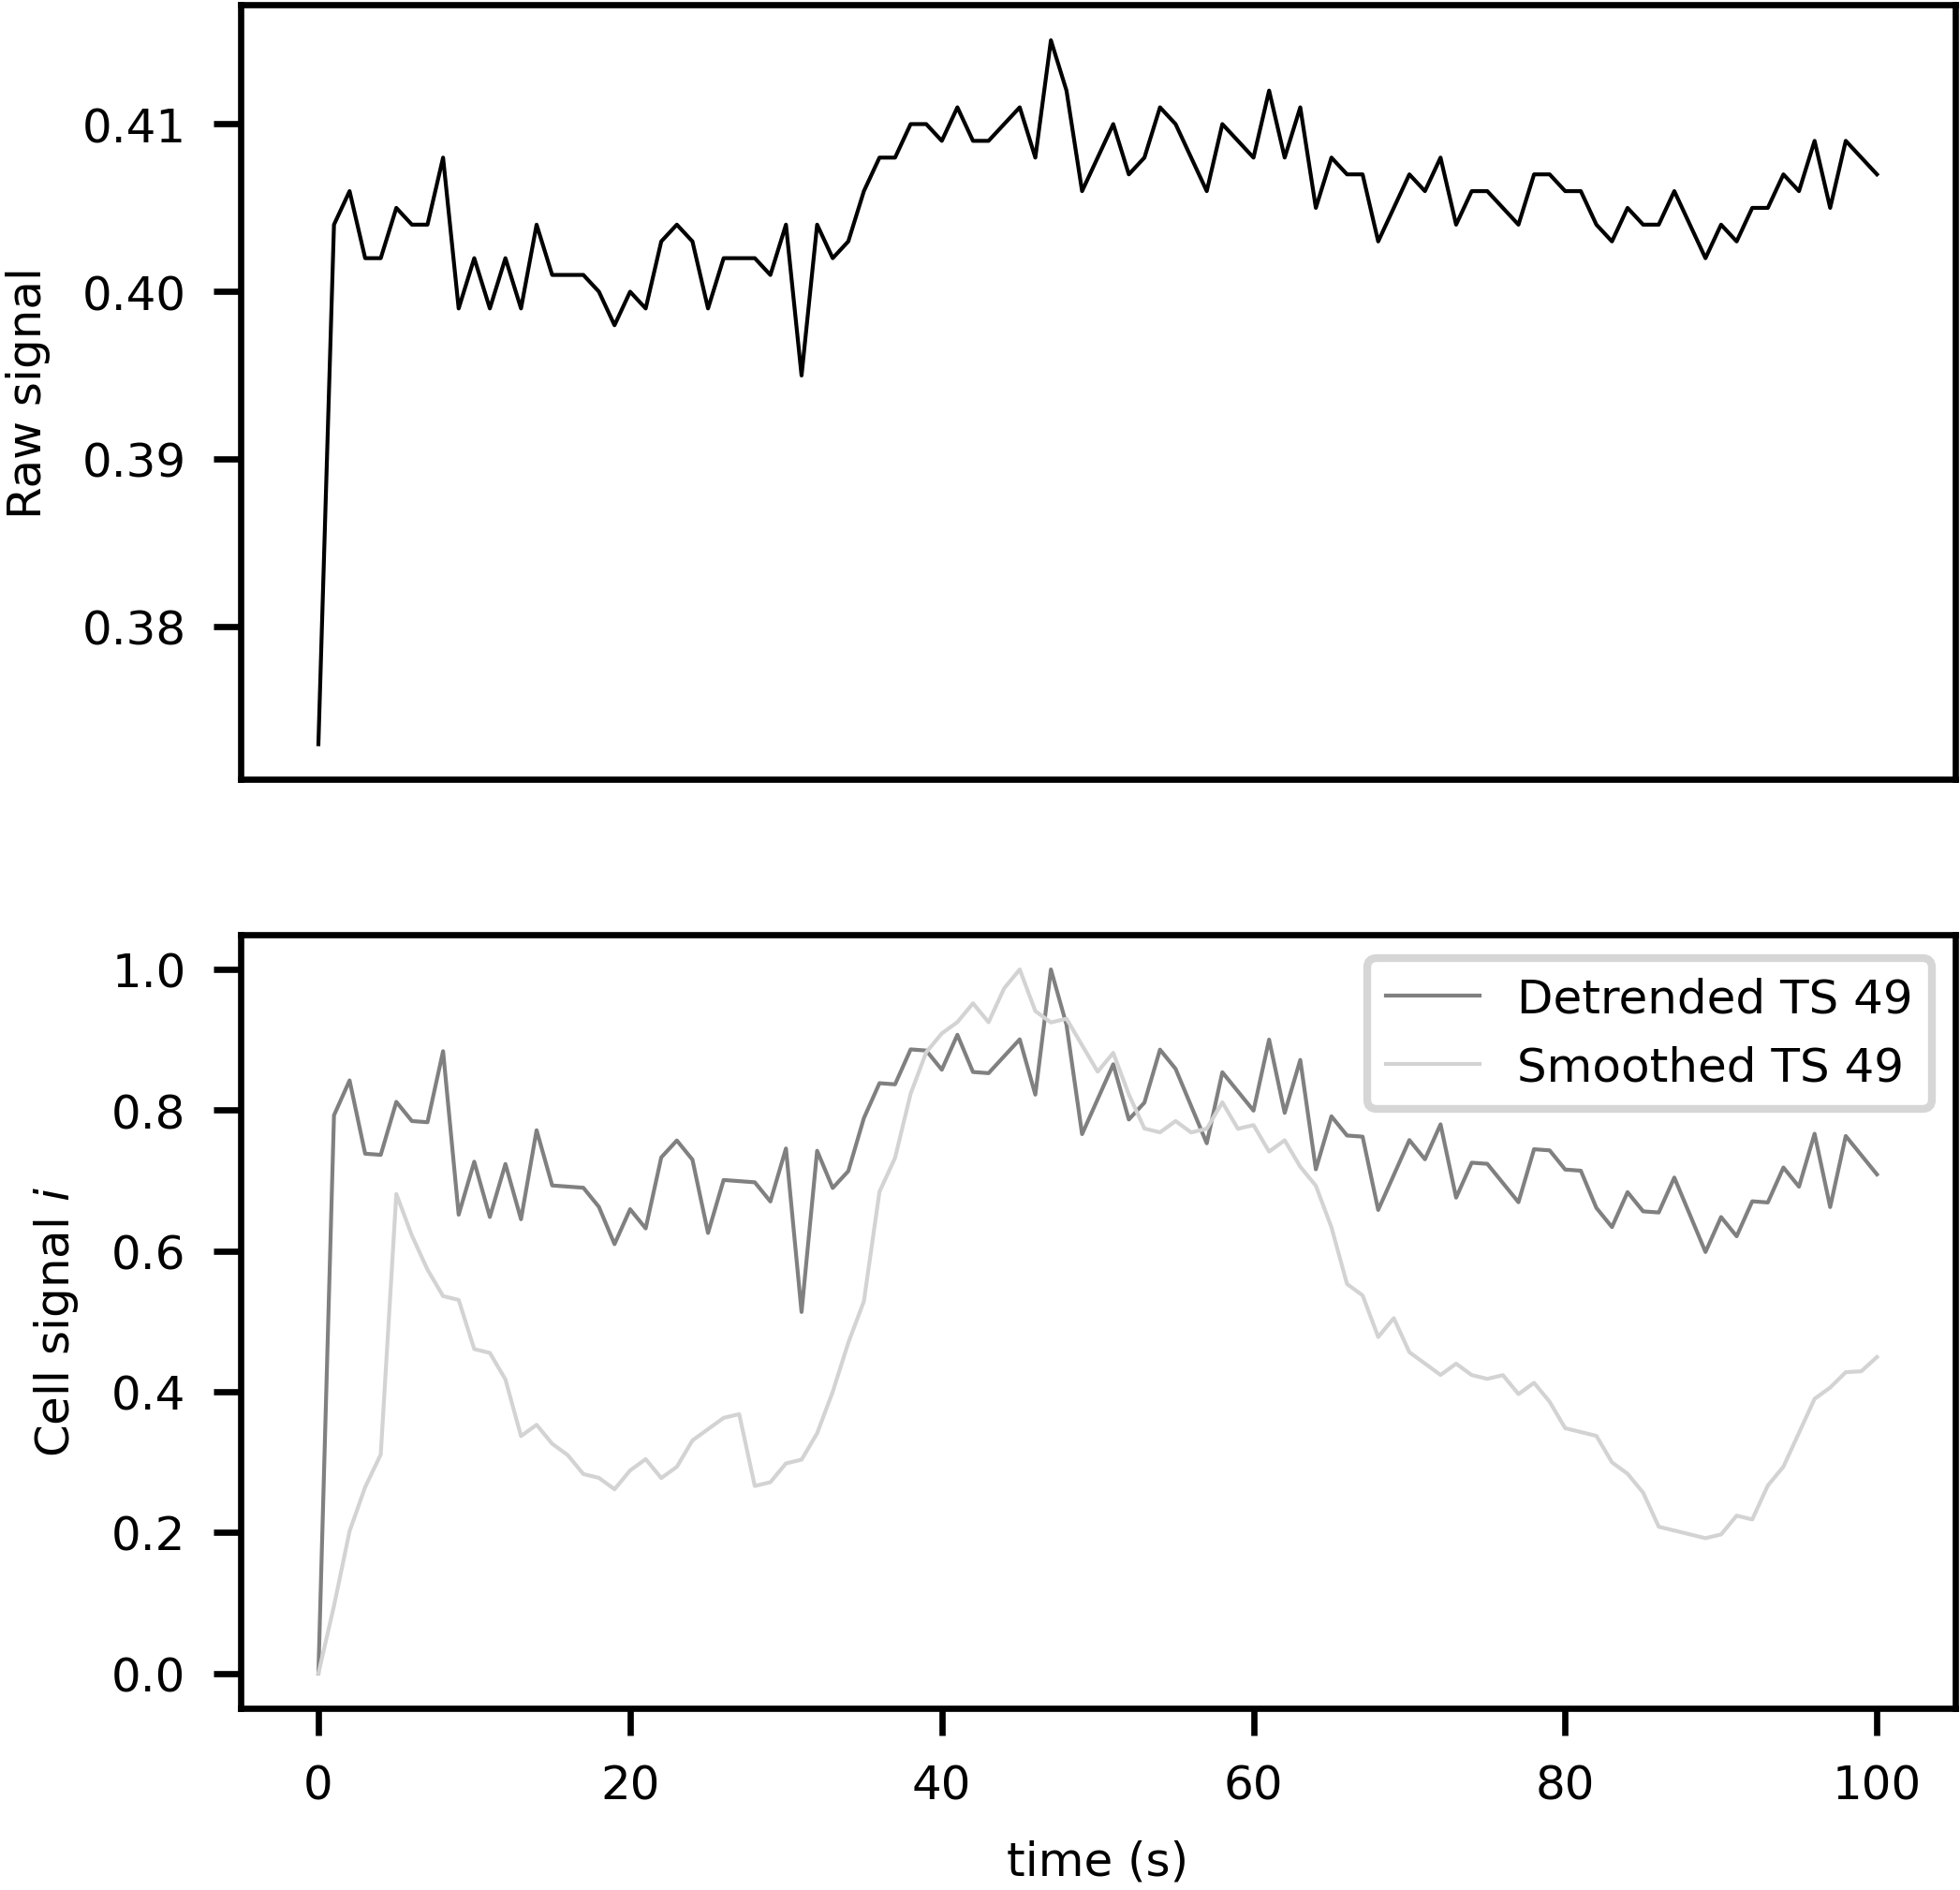 Raw signal
0.41
0.40
0.39
0.38
Cell signal i
1.0
0.8
0.6
0.4
0.2
0.0
Detrended TS 49
Smoothed TS 49
0 20 40 60 80 100
time (s)